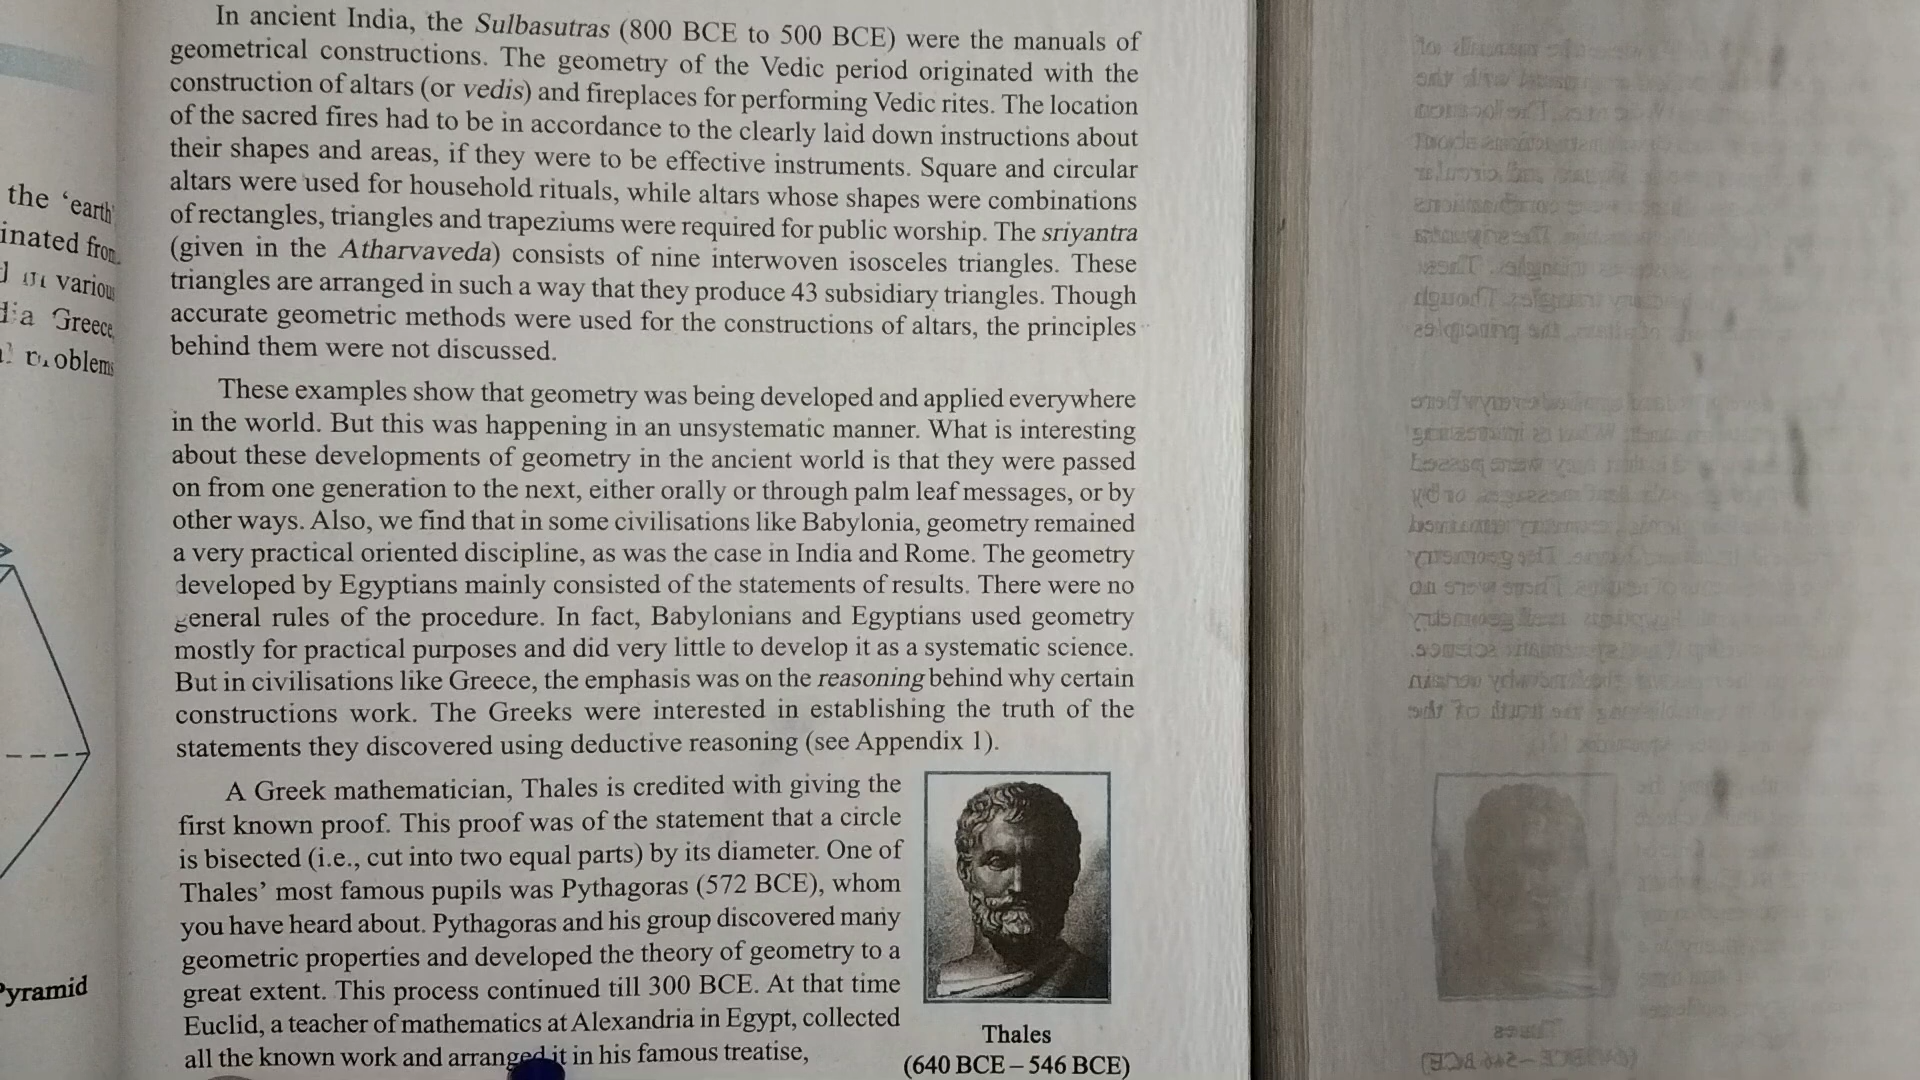 the ‘earth’
inated from
various
Greece,
oblems
Pyramid
In ancient India, the Sulbasutras (800 BCE to 500 BCE) were the manuals of
geometrical constructions. The geometry of the Vedic period originated with the
construction of altars (or vedis) and fireplaces for performing Vedic rites. The location
of the sacred fires had to be in accordance to the clearly laid down instructions about
their shapes and areas, if they were to be effective instruments. Square and circular
altars were used for household rituals, while altars whose shapes were combinations
of rectangles, triangles and trapeziums were required for public worship. The sriyantra
(given in the Atharvaveda) consists of nine interwoven isosceles triangles. These
triangles are arranged in such a way that they produce 43 subsidiary triangles. Though
accurate geometric methods were used for the constructions of altars, the principles
behind them were not discussed.
These examples show that geometry was being developed and applied everywhere
in the world. But this was happening in an unsystematic manner. What is interesting
about these developments of geometry in the ancient world is that they were passed
on from one generation to the next, either orally or through palm leaf messages, or by
other ways. Also, we find that in some civilisations like Babylonia, geometry remained
a very practical oriented discipline, as was the case in India and Rome. The geometry
developed by Egyptians mainly consisted of the statements of results. There were no
general rules of the procedure. In fact, Babylonians and Egyptians used geometry
mostly for practical purposes and did very little to develop it as a systematic science.
But in civilisations like Greece, the emphasis was on the reasoning behind why certain
constructions work. The Greeks were interested in establishing the truth of the
statements they discovered using deductive reasoning (see Appendix 1).
A Greek mathematician, Thales is credited with giving the
first known proof. This proof was of the statement that a circle
is bisected (i.e., cut into two equal parts) by its diameter. One of
Thales’ most famous pupils was Pythagoras (572 BCE), whom
you have heard about. Pythagoras and his group discovered many
geometric properties and developed the theory of geometry to a
great extent. This process continued till 300 BCE. At that time
Euclid, a teacher of mathematics at Alexandria in Egypt, collected
all the known work and arranged it in his famous treatise,
Thales
(640 BCE – 546 BCE)